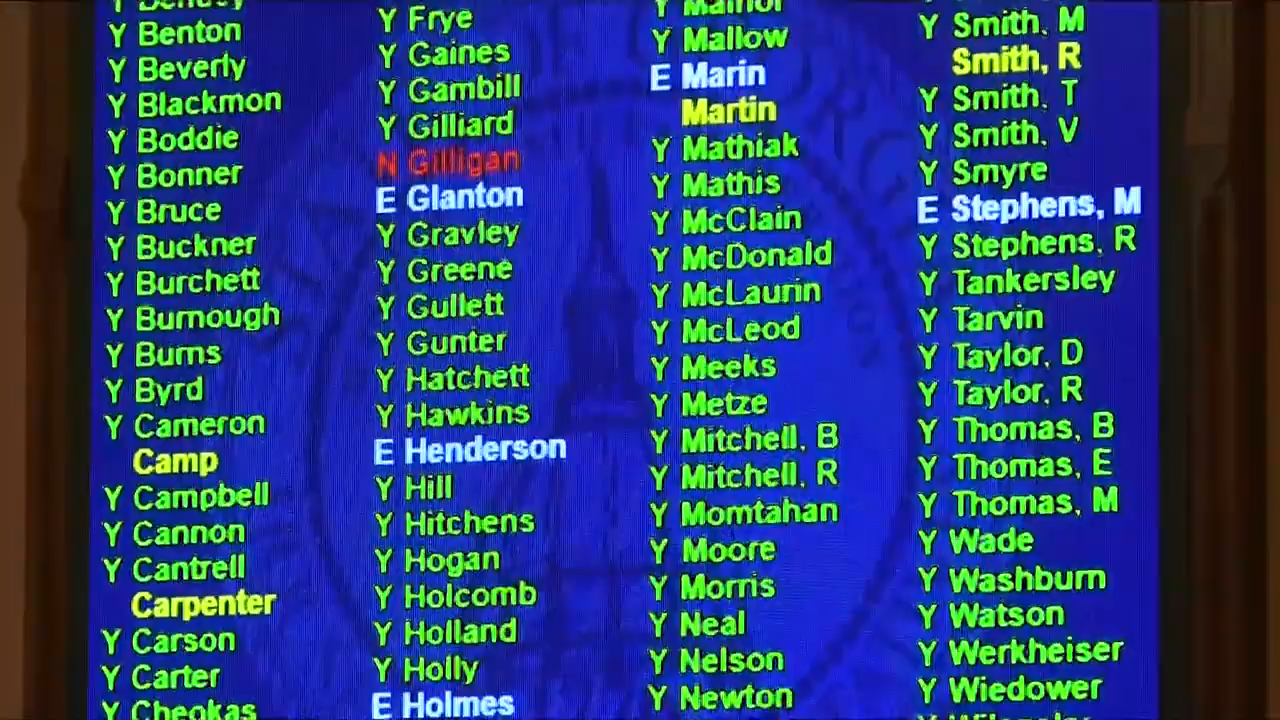 Y Benton
Y Beverly
Y Blackmon
Y Boddie
Y Bonner
Y Bruce
Y Buckner
Y Burchett
Y Burnough
Y Burns
Y Byrd
Y Cameron
Camp
Y Campbell
Y Cannon
Y Cantrell
Carpenter
Y Carson
Y Carter
Y Cheokas
Y Frye
Y Gaines
Y Gambill
Y Gilliard
N Gilligan
E Glanton
Y Gravley
Y Greene
Y Gullett
Y Gunter
Y Hatchett
Y Hawkins
E Henderson
Y Hill
Y Hitchens
Y Hogan
Y Holcomb
Y Holland
Y Holly
E Holmes
Y Mainor
Y Mallow
E Marin
Martin
Y Mathiak
Y Mathis
Y McClain
Y McDonald
Y McLaurin
Y McLeod
Y Meeks
Y Metze
Y Mitchell, B
Y Mitchell, R
Y Momtahan
Y Moore
Y Morris
Y Neal
Y Nelson
Y Newton
Y Smith, M
Smith, R
Y Smith, T
Y Smith, V
Y Smyre
E Stephens, M
Y Stephens, R
Y Tankersley
Y Tarvin
Y Taylor, D
Y Taylor, R
Y Thomas, B
Y Thomas, E
Y Thomas, M
Y Wade
Y Washburn
Y Watson
Y Werkheiser
Y Wiedower